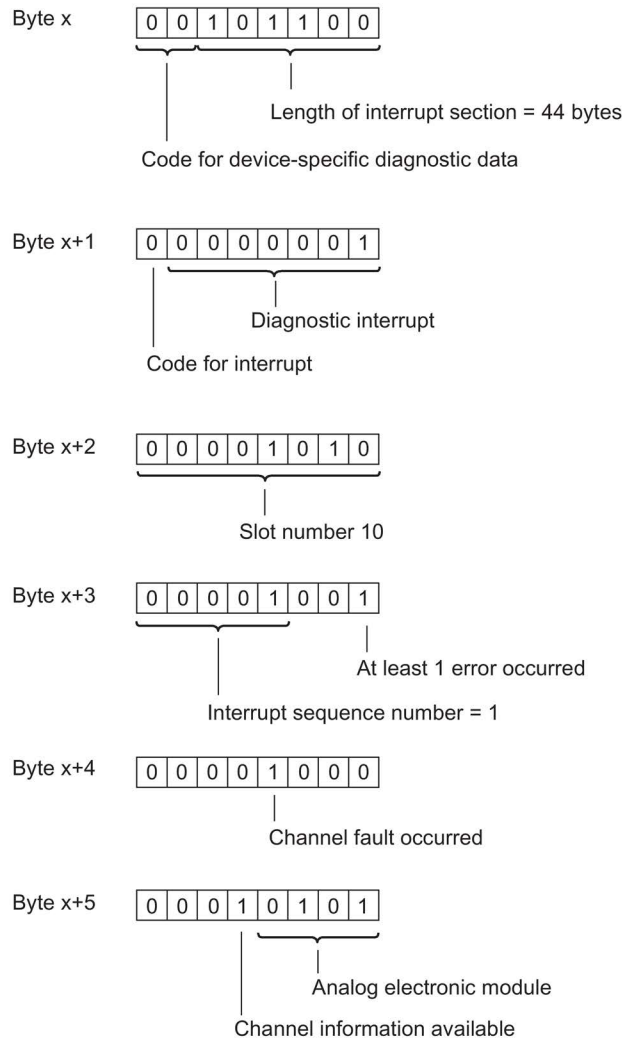 Byte x 0 0 1 0 1 1 0 0
Length of interrupt section = 44 bytes
Code for device-specific diagnostic data
Byte x+1 0 0 0 0 0 0 0 1
Diagnostic interrupt
Code for interrupt
Byte x+2 0 0 0 0 1 0 1 0
Slot number 10
Byte x+3 0 0 0 0 1 0 0 1
At least 1 error occurred
Interrupt sequence number = 1
Byte x+4 0 0 0 0 1 0 0 0
Channel fault occurred
Byte x+5 0 0 0 1 0 1 0 1
Analog electronic module
Channel information available